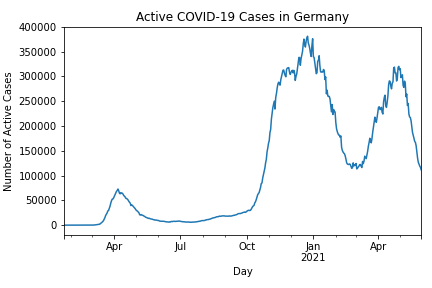 Active COVID-19 Cases in Germany
400000
350000
300000
250000
200000
150000
100000
50000
0
Number of Active Cases
Apr
Jul
Oct
Jan
2021
Apr
Day